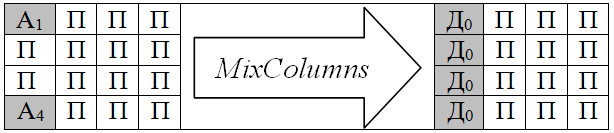 А1 П П П Д0 П П П
П П П П MixColumns Д0 П П П
П П П П Д0 П П П
А4 П П П Д0 П П П